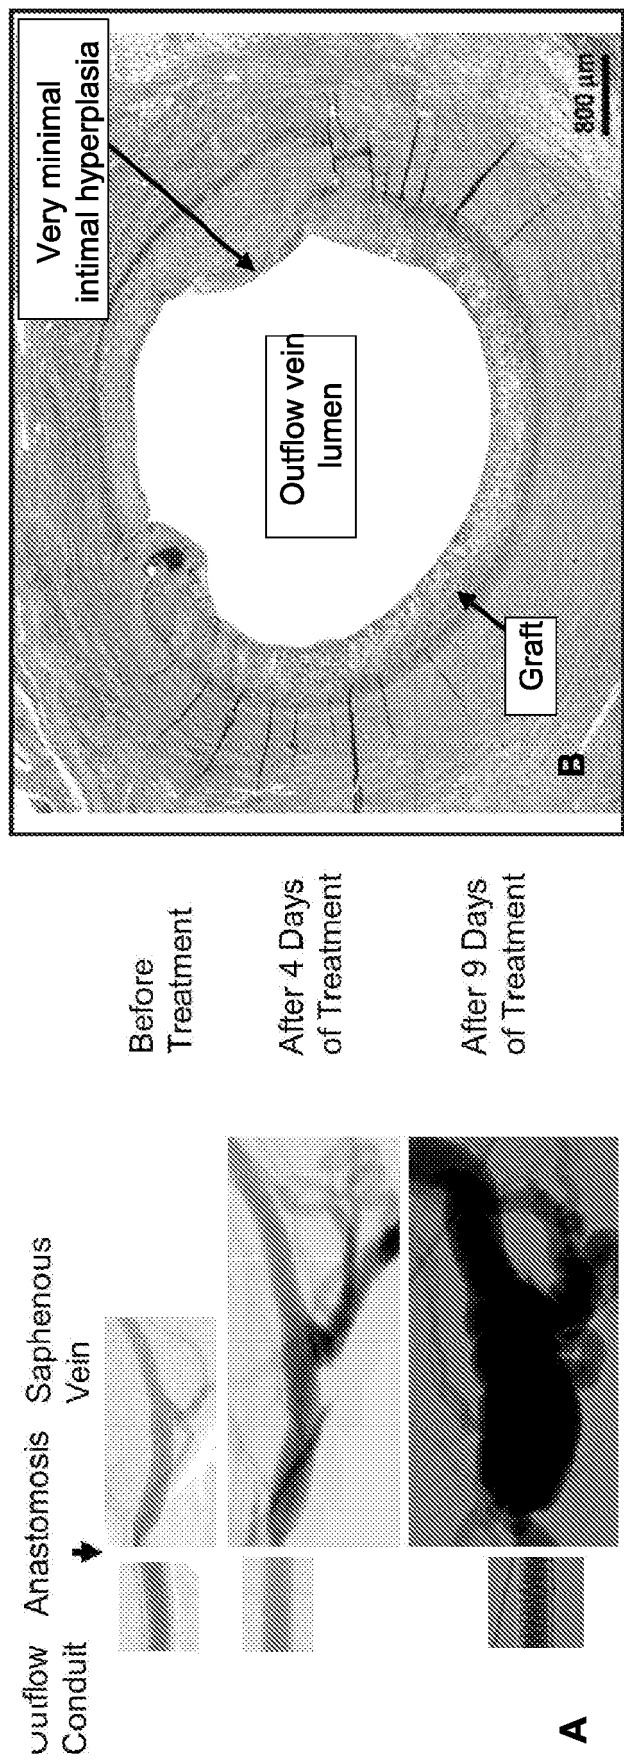 Outflow Anastomosis Saphenous
Conduit Vein
Before
Treatment
After 4 Days
of Treatment
After 9 Days
of Treatment
A
Very minimal
intimal hyperplasia
Outflow vein
lumen
Graft
B
800 µm